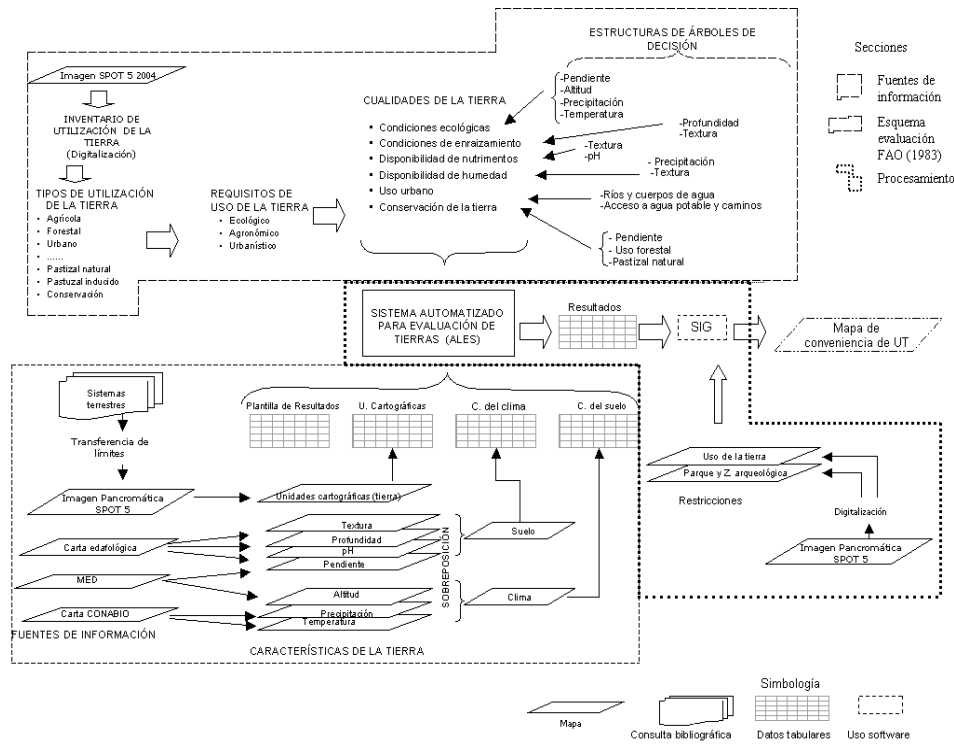 ESTRUCTURAS DE ÁRBOLES DE
DECISIÓN
Secciones
Fuentes de
información
Esquema
evaluación
FAO (1983)
Procesamiento
Imagen SPOT 5 2004
INVENTARIO DE
UTILIZACIÓN DE LA
TIERRA
(Digitalización)
TIPOS DE UTILIZACIÓN
DE LA TIERRA
• Agrícola
• Forestal
• Urbano
• ......
• Pastizal natural
• Pastuzal inducido
• Conservación
REQUISITOS DE
USO DE LA TIERRA
• Ecológico
• Agronómico
• Urbanístico
CUALIDADES DE LA TIERRA
▪ Condiciones ecológicas
▪ Condiciones de enraizamiento
▪ Disponibilidad de nutrimentos
▪ Disponibilidad de humedad
▪ Uso urbano
▪ Conservación de la tierra
-Pendiente
-Altitud
-Precipitación
-Temperatura
-Profundidad
-Textura
-Textura
-pH
- Precipitación
- Textura
-Ríos y cuerpos de agua
-Acceso a agua potable y caminos
- Pendiente
- Uso forestal
- Pastizal natural
SISTEMA AUTOMATIZADO
PARA EVALUACIÓN DE
TIERRAS (ALES)
Resultados
SIG
Mapa de
conveniencia de UT
Sistemas
terrestres
Transferencia de
límites
Imagen Pancromática
SPOT 5
Carta edafológica
MED
Carta CONABIO
FUENTES DE INFORMACIÓN
Plantilla de Resultados
U. Cartográficas
C. del clima
C. del suelo
Unidades cartográficas (tierra)
Textura
Profundidad
pH
Pendiente
Altitud
Precipitación
Temperatura
SOBREPOSICIÓN
Suelo
Clima
CARACTERÍSTICAS DE LA TIERRA
Uso de la tierra
Parque y Z. arqueológica
Restricciones
Digitalización
Imagen Pancromática
SPOT 5
Simbología
Mapa
Consulta bibliográfica
Datos tabulares
Uso software